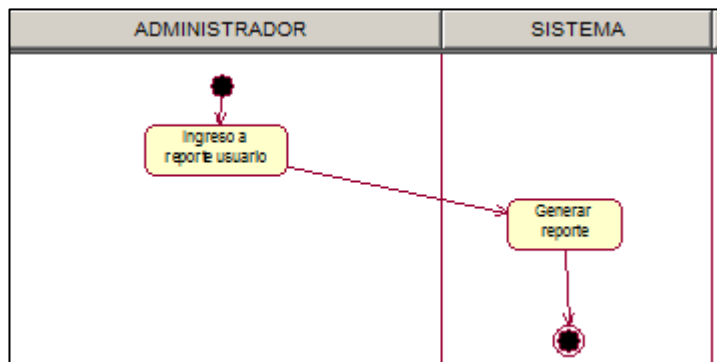 ADMINISTRADOR
SISTEMA
Ingreso a
reporte usuario
Generar
reporte